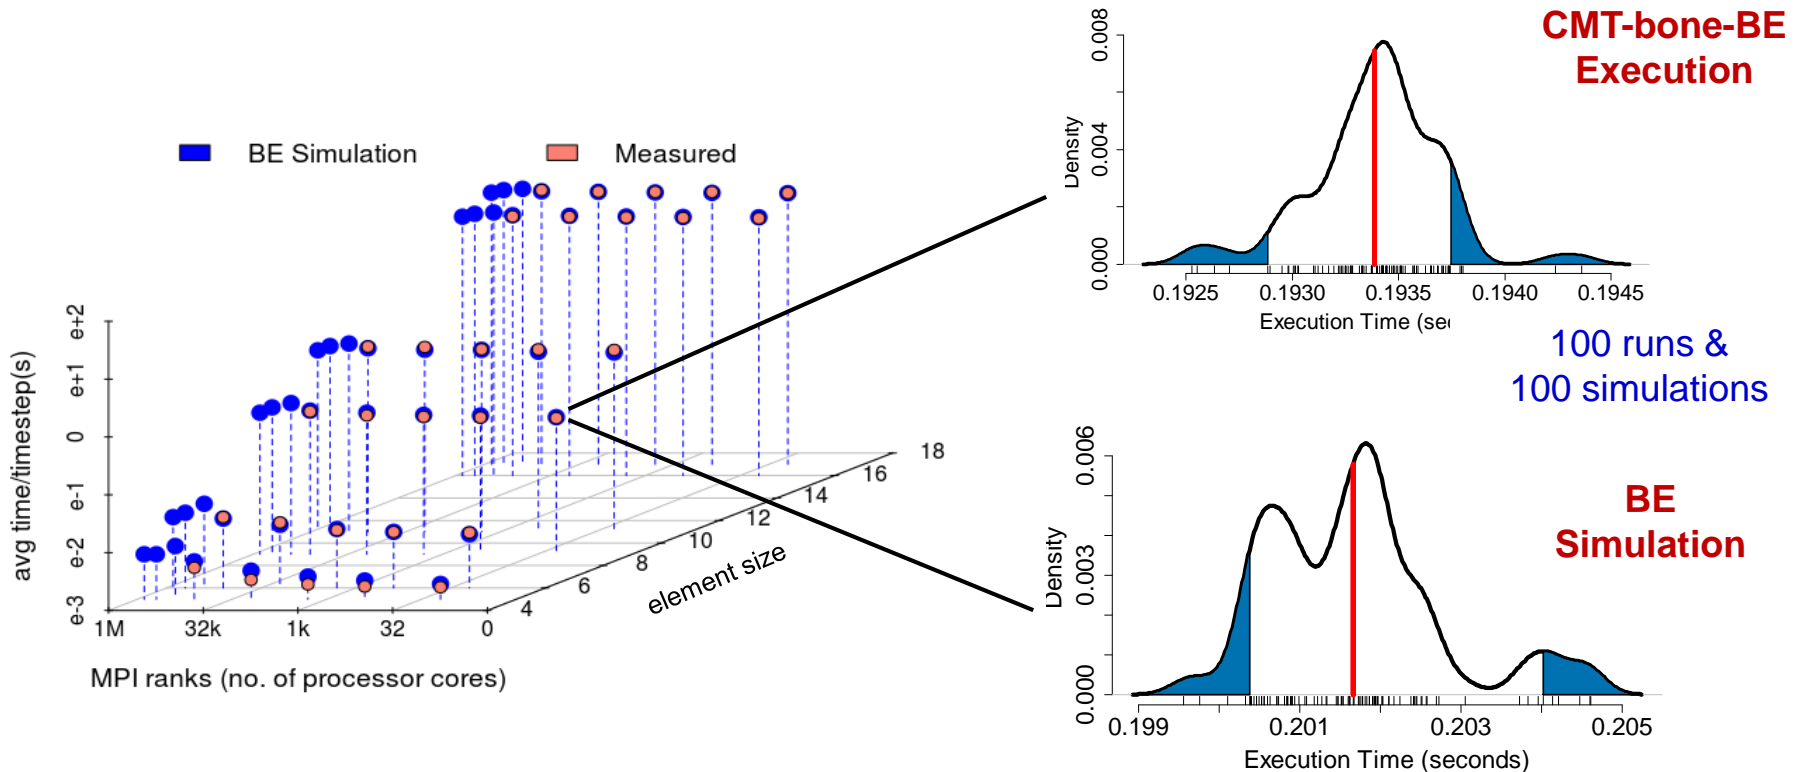 BE Simulation
Measured
avg time/timestep(s)
e+2
e+1
0
e-1
e-2
e-3
1M
32k
1k
32
0
MPI ranks (no. of processor cores)
4
6
8
10
12
14
16
18
element size
CMT-bone-BE
Execution
Density
0.000
0.004
0.008
0.1925
0.1930
0.1935
0.1940
0.1945
Execution Time (sec
100 runs &
100 simulations
BE
Simulation
Density
0.000
0.003
0.006
0.199
0.201
0.203
0.205
Execution Time (seconds)